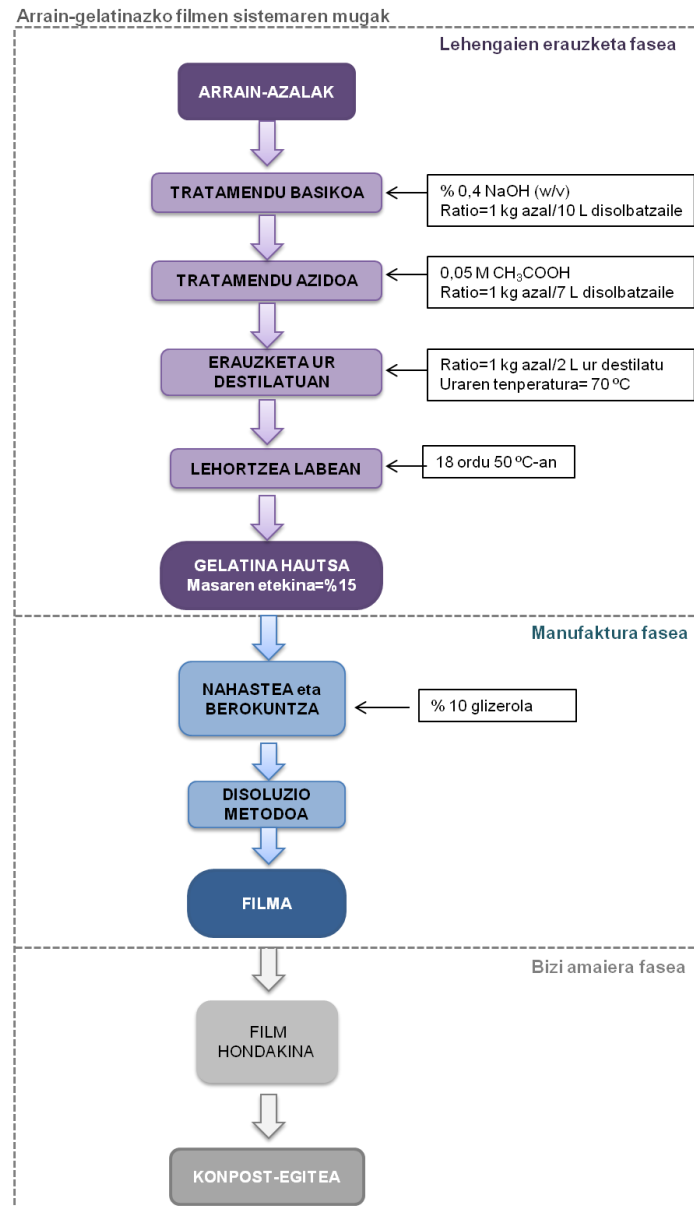 Arrain-gelatinazko filmen sistemaren mugak
Lehengaien erauzketa fasea
ARRAIN-AZALAK
TRATAMENDU BASIKOA
% 0,4 NaOH (w/v)
Ratio=1 kg azal/10 L disolbatzaile
TRATAMENDU AZIDOA
0,05 M CH₃COOH
Ratio=1 kg azal/7 L disolbatzaile
ERAUZKETA UR
DESTILATUAN
Ratio=1 kg azal/2 L ur destilatu
Uraren tenperatura= 70 ºC
LEHORTZEA LABEAN
18 ordu 50 ºC-an
GELATINA HAUTSA
Masaren etekina=%15
Manufaktura fasea
NAHASTEA eta
BEROKUNTZA
% 10 glizerola
DISOLUZIO
METODOA
FILMA
Bizi amaiera fasea
FILM
HONDAKINA
KONPOST-EGITEA